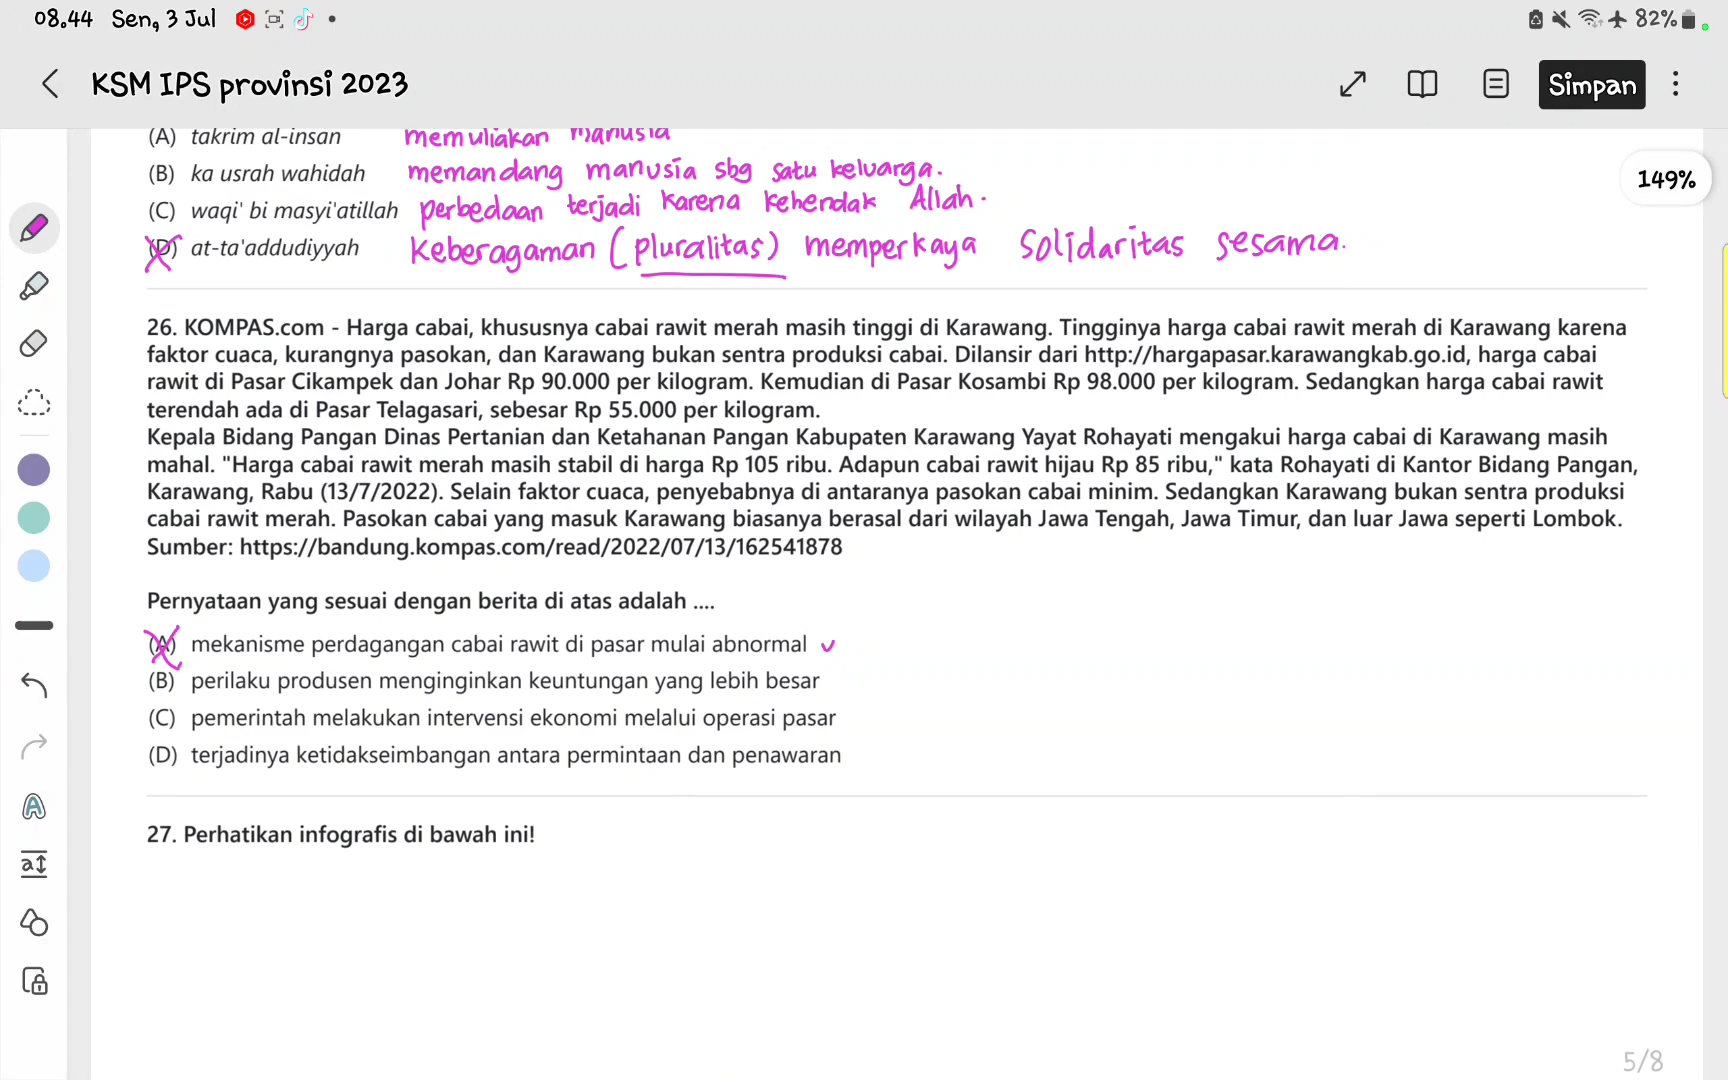 08.44 Sen, 3 Jul
82%
KSM IPS provinsi 2023
Simpan
149%
(A) takrim al-insan memuliakan manusia
(B) ka usrah wahidah memandang manusia sbg satu keluarga.
(C) waqi' bi masyi'atillah perbedaan terjadi karena kehendak Allah.
(D) at-ta'addudiyyah keberagaman (pluralitas) memperkaya solidaritas sesama.
26. KOMPAS.com - Harga cabai, khususnya cabai rawit merah masih tinggi di Karawang. Tingginya harga cabai rawit merah di Karawang karena
faktor cuaca, kurangnya pasokan, dan Karawang bukan sentra produksi cabai. Dilansir dari http://hargapasar.karawangkab.go.id, harga cabai
rawit di Pasar Cikampek dan Johar Rp 90.000 per kilogram. Kemudian di Pasar Kosambi Rp 98.000 per kilogram. Sedangkan harga cabai rawit
terendah ada di Pasar Telagasari, sebesar Rp 55.000 per kilogram.
Kepala Bidang Pangan Dinas Pertanian dan Ketahanan Pangan Kabupaten Karawang Yayat Rohayati mengakui harga cabai di Karawang masih
mahal. "Harga cabai rawit merah masih stabil di harga Rp 105 ribu. Adapun cabai rawit hijau Rp 85 ribu," kata Rohayati di Kantor Bidang Pangan,
Karawang, Rabu (13/7/2022). Selain faktor cuaca, penyebabnya di antaranya pasokan cabai minim. Sedangkan Karawang bukan sentra produksi
cabai rawit merah. Pasokan cabai yang masuk Karawang biasanya berasal dari wilayah Jawa Tengah, Jawa Timur, dan luar Jawa seperti Lombok.
Sumber: https://bandung.kompas.com/read/2022/07/13/162541878
Pernyataan yang sesuai dengan berita di atas adalah ....
(A) mekanisme perdagangan cabai rawit di pasar mulai abnormal
(B) perilaku produsen menginginkan keuntungan yang lebih besar
(C) pemerintah melakukan intervensi ekonomi melalui operasi pasar
(D) terjadinya ketidakseimbangan antara permintaan dan penawaran
27. Perhatikan infografis di bawah ini!
5/8